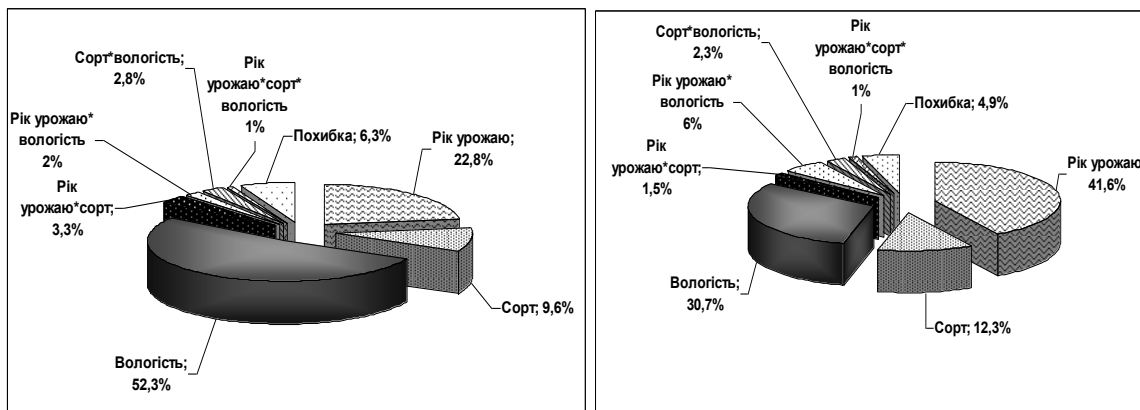 Сорт*вологість;
2,8%
Рік
урожаю*сорт*
вологість
1%
Похибка; 6,3%
Рік урожаю;
22,8%
Рік урожаю*
вологість
2%
Рік
урожаю*сорт;
3,3%
Сорт; 9,6%
Вологість;
52,3%
Сорт*вологість;
2,3%
Рік
урожаю*сорт*
вологість
1%
Рік урожаю*
вологість
6%
Похибка; 4,9%
Рік
урожаю*сорт;
1,5%
Рік урожаю;
41,6%
Вологість;
30,7%
Сорт; 12,3%